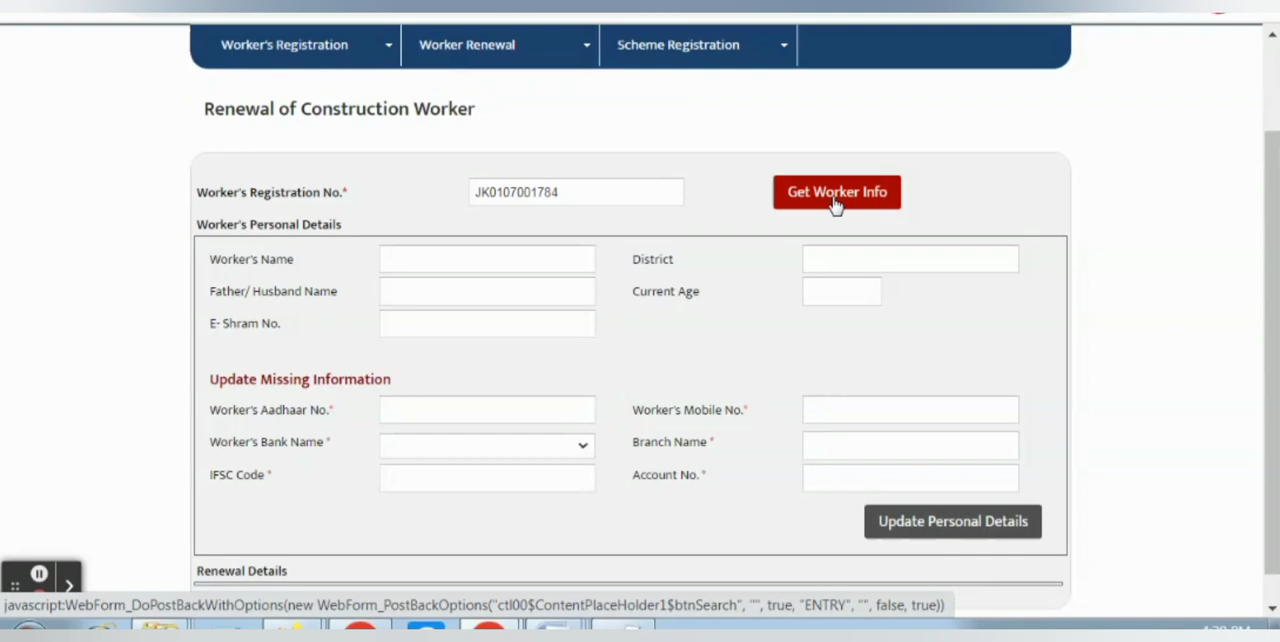 Worker's Registration Worker Renewal Scheme Registration
Renewal of Construction Worker
Worker's Registration No.* JK0107001784 Get Worker Info
Worker's Personal Details
Worker's Name District
Father/ Husband Name Current Age
E- Shram No.
Update Missing Information
Worker's Aadhaar No.* Worker's Mobile No.*
Worker's Bank Name * Branch Name *
IFSC Code * Account No. *
Update Personal Details
Renewal Details
javascript:WebForm_DoPostBackWithOptions(new WebForm_PostBackOptions("ctl00$ContentPlaceHolder1$btnSearch", "", true, "ENTRY", "", false, true))